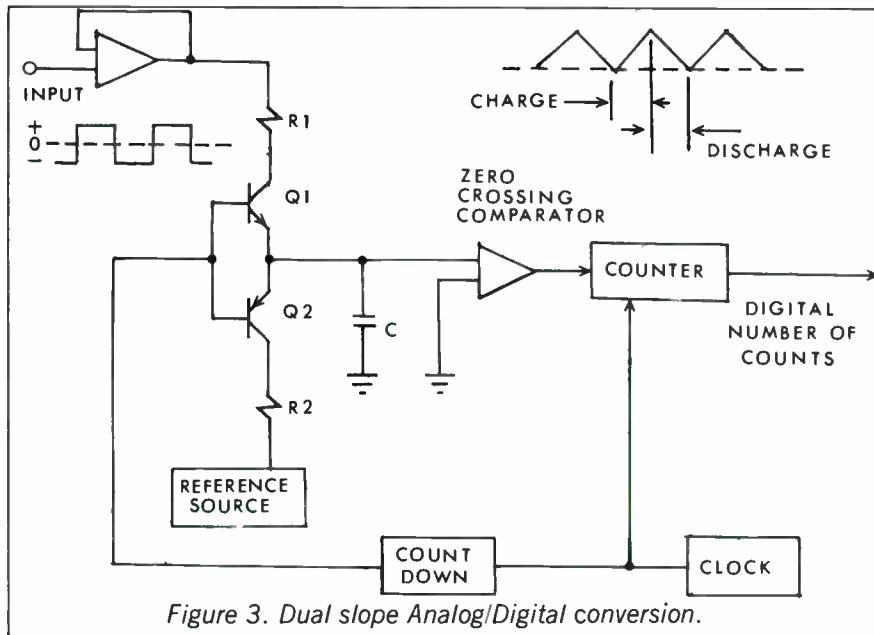 INPUT
+
0
-
R1
Q1
Q2
R2
C
REFERENCE
SOURCE
CHARGE
DISCHARGE
ZERO
CROSSING
COMPARATOR
COUNTER
DIGITAL
NUMBER OF
COUNTS
COUNT
DOWN
CLOCK
Figure 3. Dual slope Analog/Digital conversion.